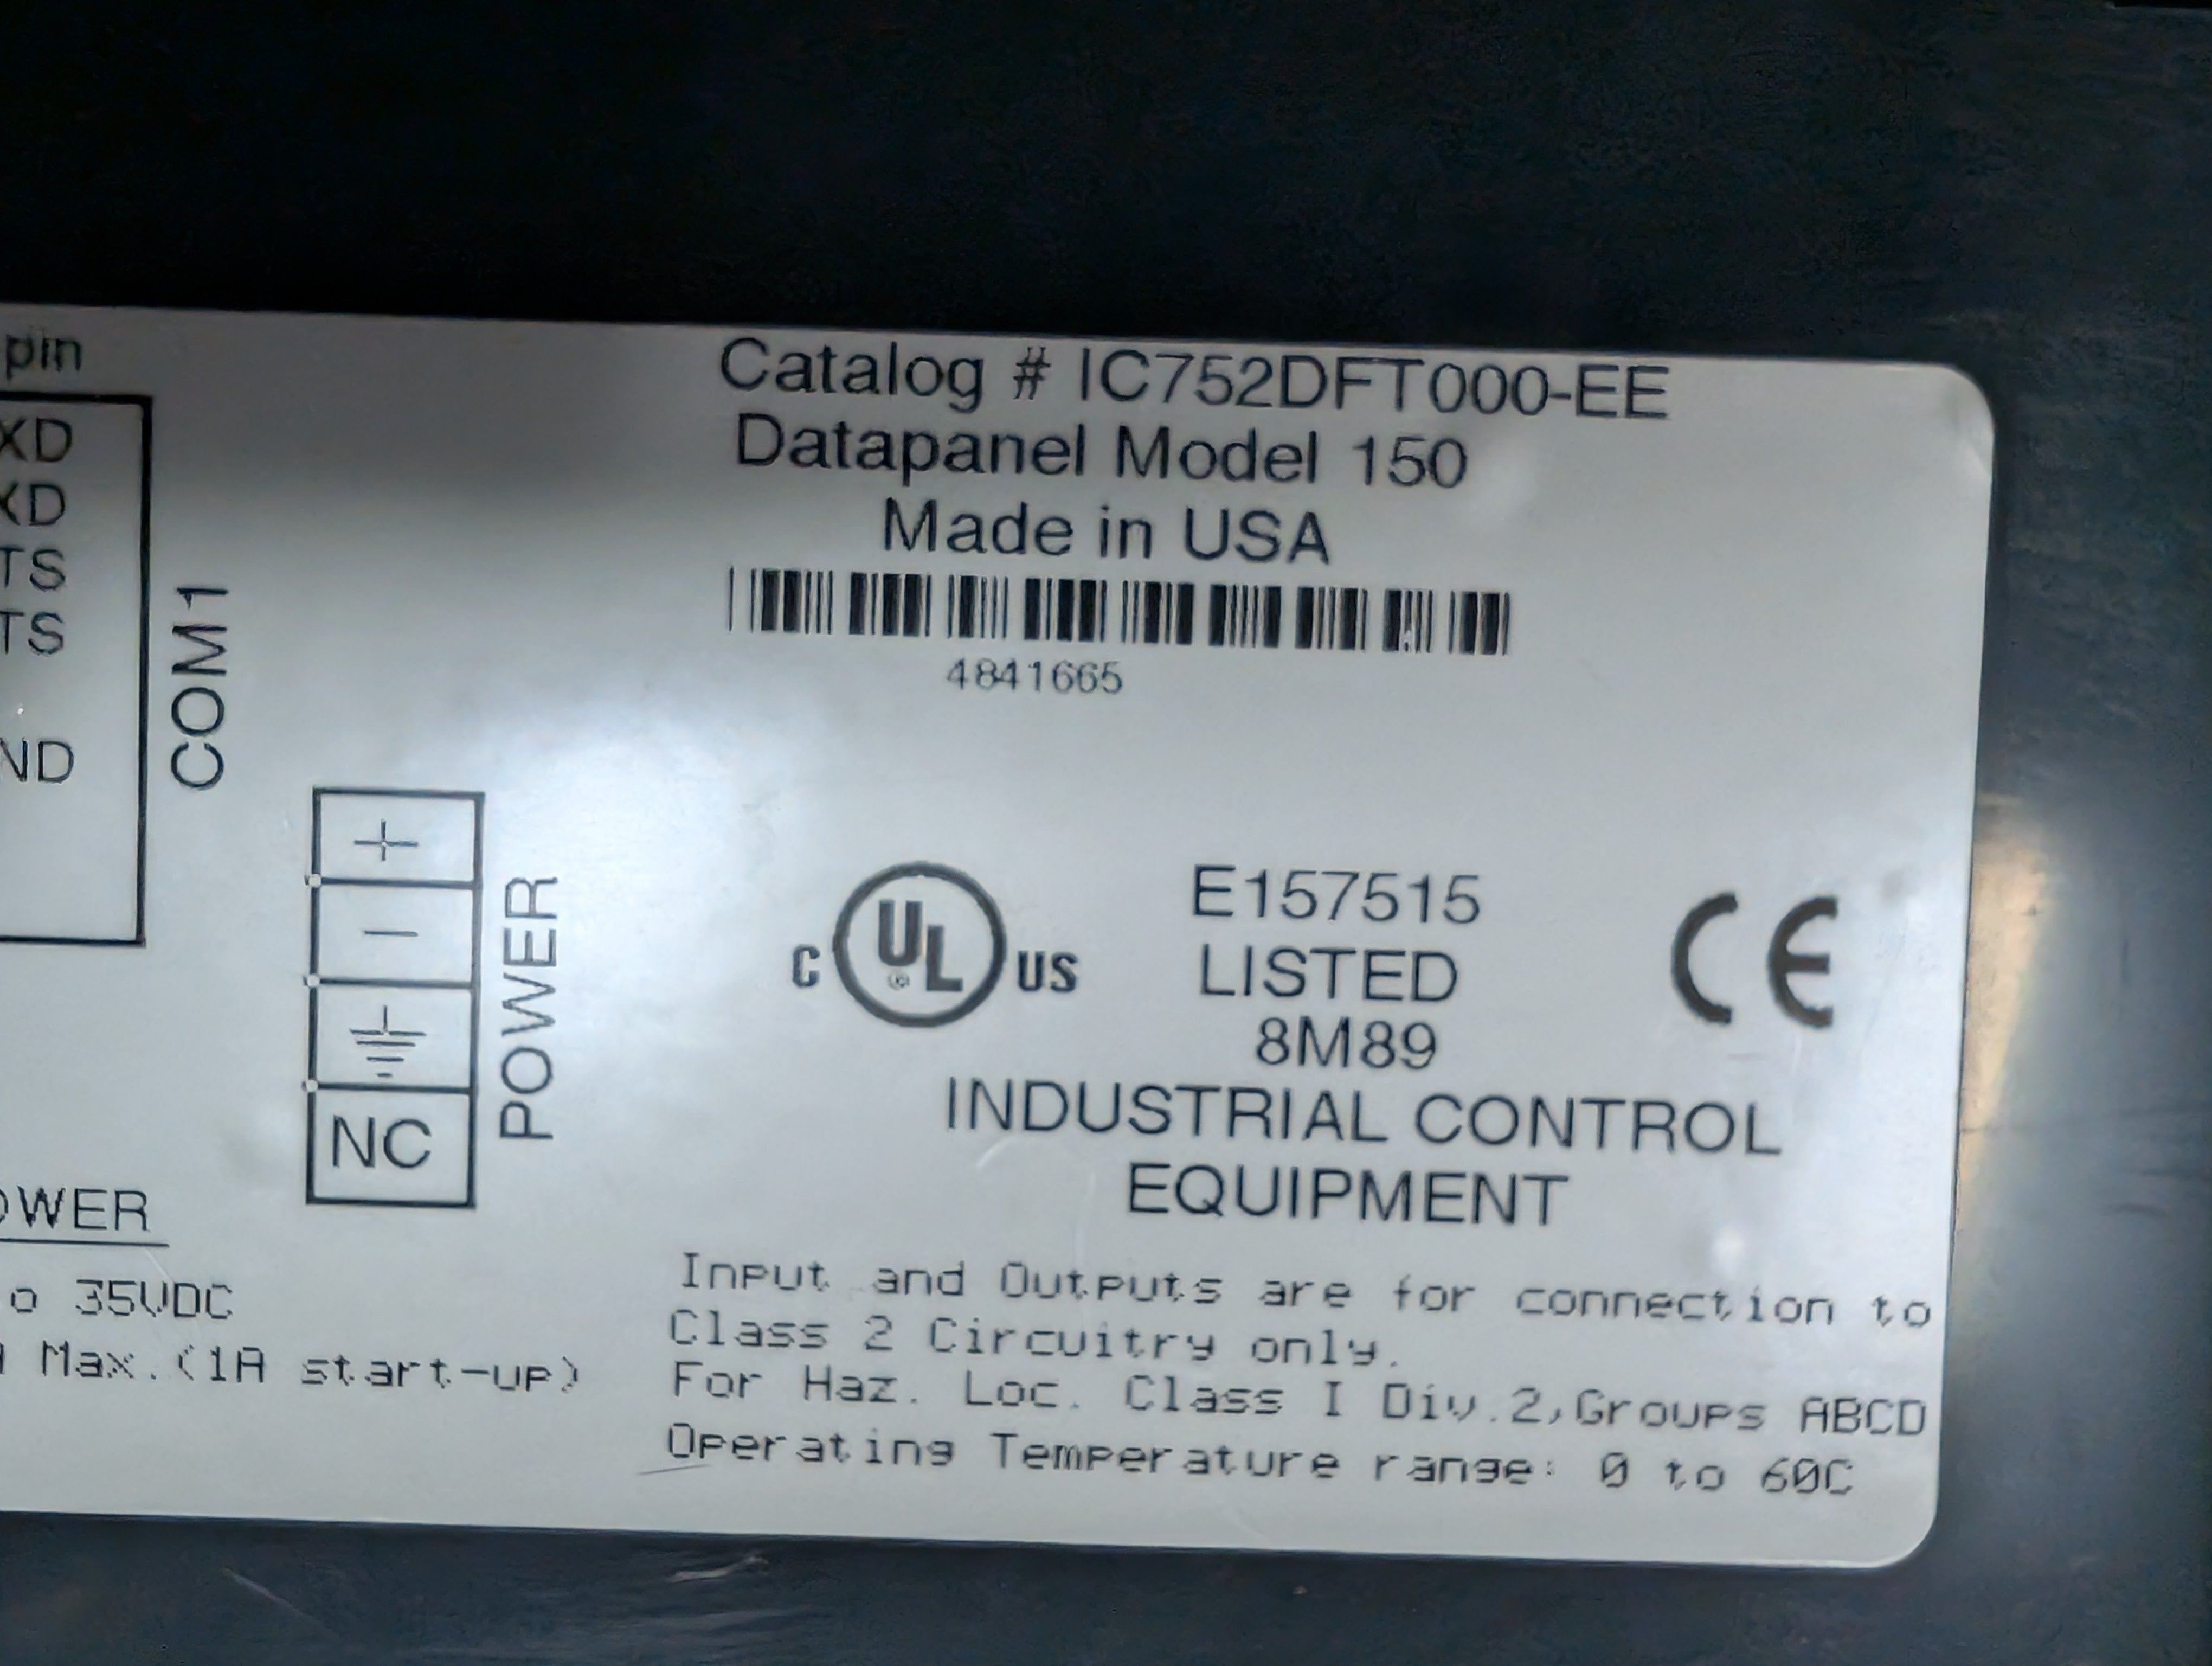 pin
XD
XD
TS
TS
ND
COM1
Catalog # IC752DFT000-EE
Datapanel Model 150
Made in USA
4841665
+
−
NC
POWER
C UL ® US
E157515
LISTED
8M89
CE
INDUSTRIAL CONTROL
EQUIPMENT
OWER
o 35VDC
Max.(1A start-up)
Input and Outputs are for connection to
Class 2 Circuitry only.
For Haz. Loc. Class I Div.2,Groups ABCD
Operating Temperature range: 0 to 60C